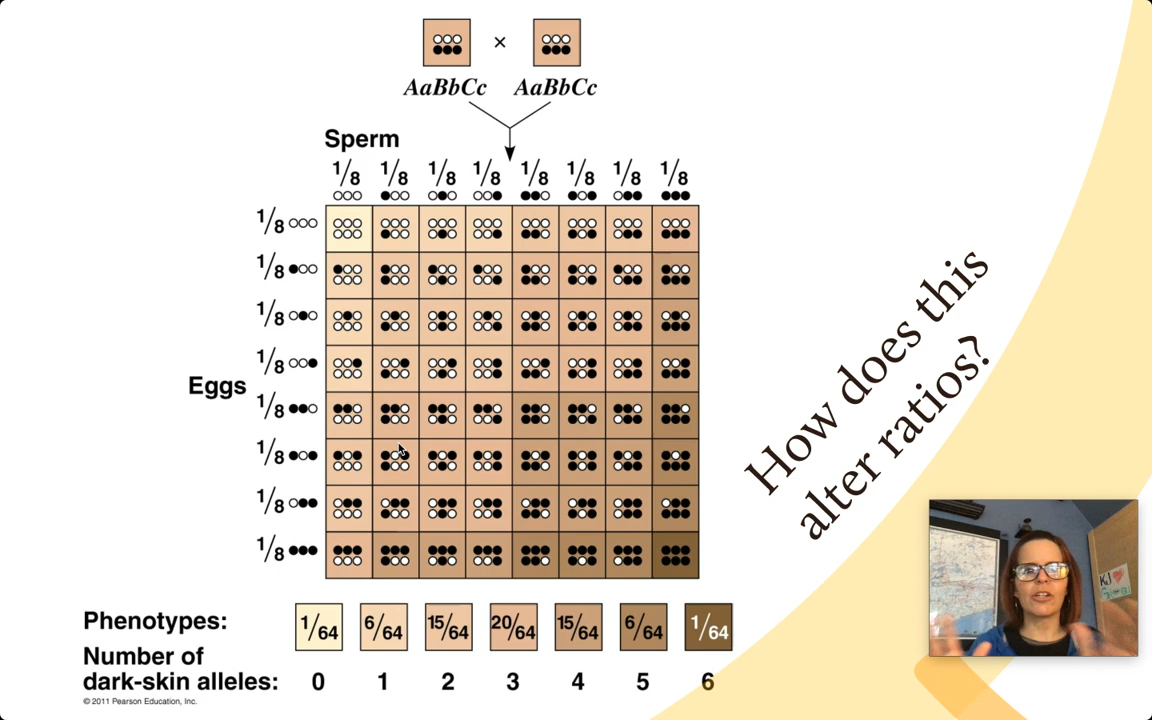 ×
AaBbCc AaBbCc
Sperm
1/8 1/8 1/8 1/8 1/8 1/8 1/8 1/8
1/8
1/8
1/8
1/8
Eggs
1/8
1/8
1/8
1/8
How does this
alter ratios?
KJ
Phenotypes: 1/64 6/64 15/64 20/64 15/64 6/64 1/64
Number of
dark-skin alleles: 0 1 2 3 4 5 6
© 2011 Pearson Education, Inc.